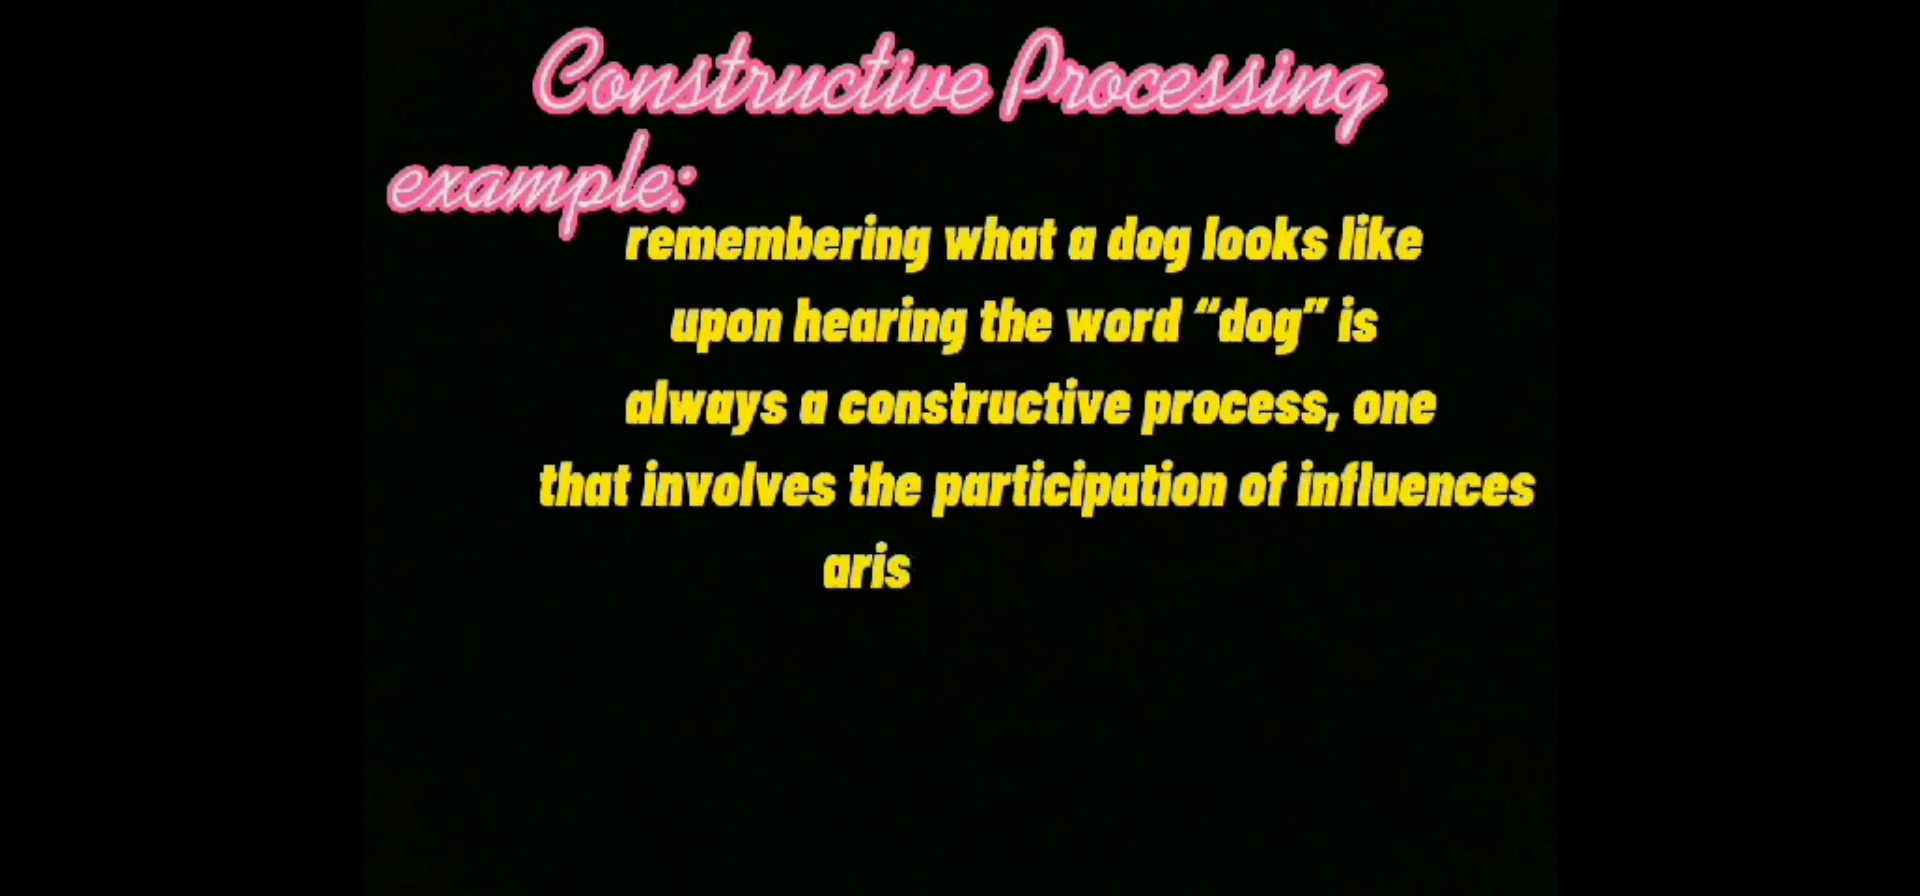 Constructive Processing
example:
remembering what a dog looks like
upon hearing the word “dog” is
always a constructive process, one
that involves the participation of influences
aris